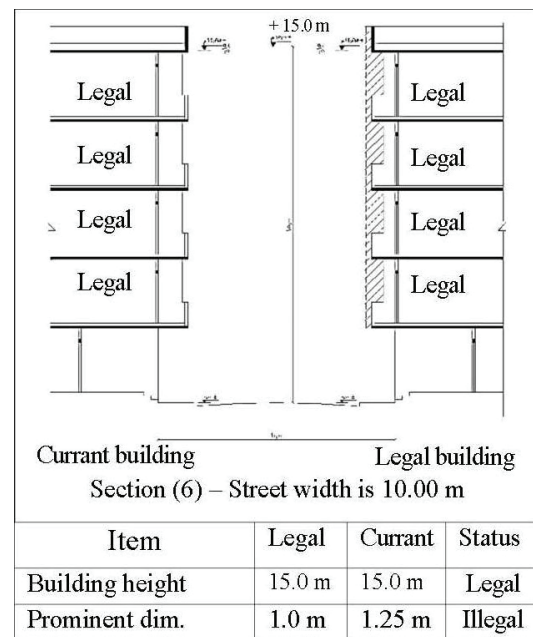 + 15.0 m
Legal Legal
Legal Legal
Legal Legal
Legal Legal
Currant building Legal building
Section (6) – Street width is 10.00 m
Item Legal Currant Status
Building height 15.0 m 15.0 m Legal
Prominent dim. 1.0 m 1.25 m Illegal